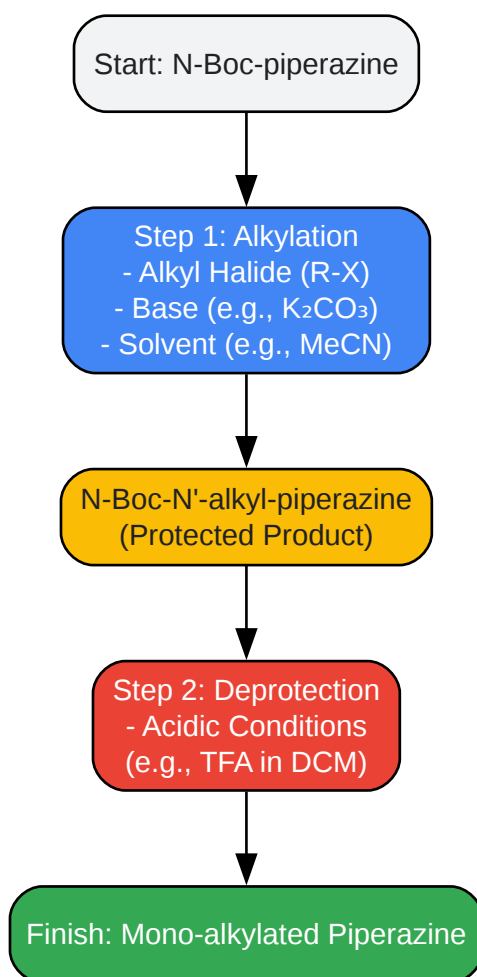 Start: N-Boc-piperazine
Step 1: Alkylation
- Alkyl Halide (R-X)
- Base (e.g., K₂CO₃)
- Solvent (e.g., MeCN)
N-Boc-N'-alkyl-piperazine
(Protected Product)
Step 2: Deprotection
- Acidic Conditions
(e.g., TFA in DCM)
Finish: Mono-alkylated Piperazine